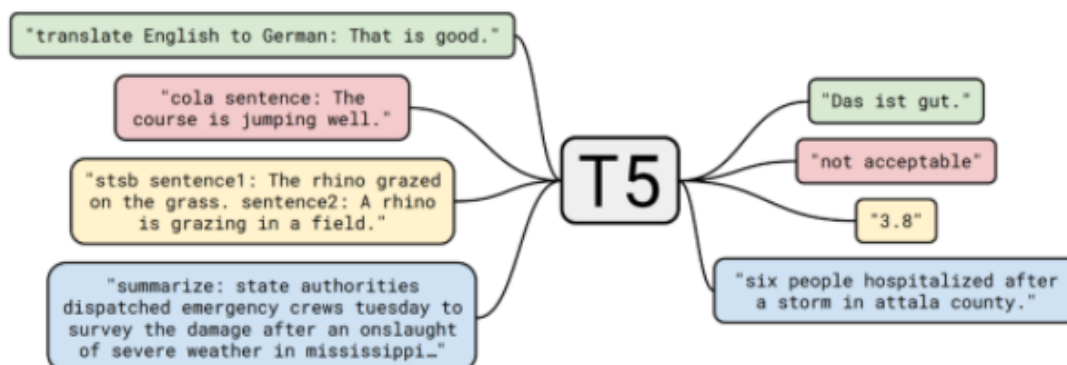 "translate English to German: That is good."
"cola sentence: The
course is jumping well."
"stsb sentence1: The rhino grazed
on the grass. sentence2: A rhino
is grazing in a field."
"summarize: state authorities
dispatched emergency crews tuesday to
survey the damage after an onslaught
of severe weather in mississippi…"
T5
"Das ist gut."
"not acceptable"
"3.8"
"six people hospitalized after
a storm in attala county."